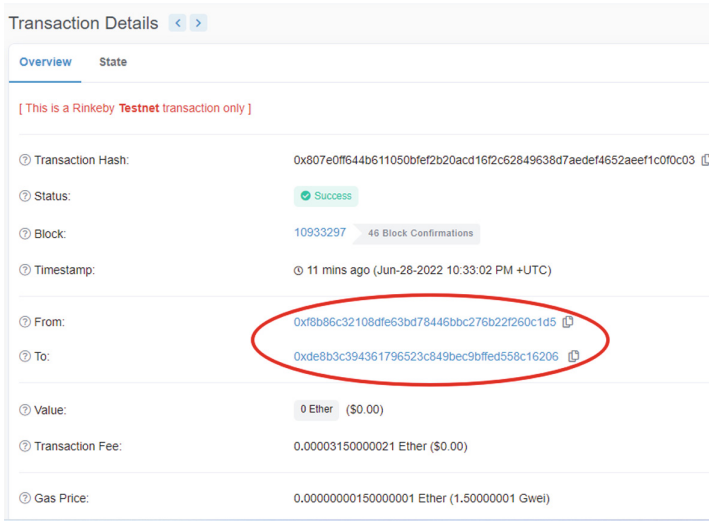 Transaction Details < >
Overview State
[ This is a Rinkeby Testnet transaction only ]
Transaction Hash: 0x807e0ff644b611050bfef2b20acd16f2c62849638d7aedef4652aeef1c0f0c03
Status: Success
Block: 10933297 46 Block Confirmations
Timestamp: 11 mins ago (Jun-28-2022 10:33:02 PM +UTC)
From: 0xf8b86c32108dfe63bd78446bbc276b22f260c1d5
To: 0xde8b3c394361796523c849bec9bffed558c16206
Value: 0 Ether ($0.00)
Transaction Fee: 0.00003150000021 Ether ($0.00)
Gas Price: 0.00000000150000001 Ether (1.50000001 Gwei)